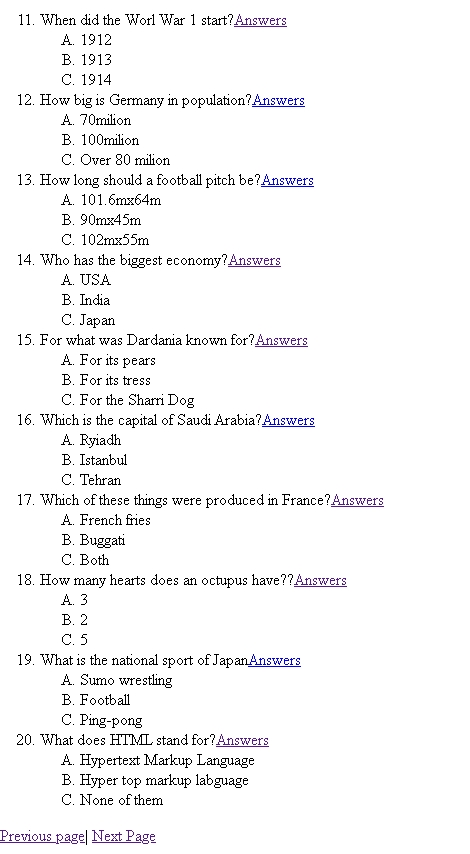 11. When did the Worl War 1 start?Answers
A. 1912
B. 1913
C. 1914
12. How big is Germany in population?Answers
A. 70milion
B. 100milion
C. Over 80 milion
13. How long should a football pitch be?Answers
A. 101.6mx64m
B. 90mx45m
C. 102mx55m
14. Who has the biggest economy?Answers
A. USA
B. India
C. Japan
15. For what was Dardania known for?Answers
A. For its pears
B. For its tress
C. For the Sharri Dog
16. Which is the capital of Saudi Arabia?Answers
A. Ryiadh
B. Istanbul
C. Tehran
17. Which of these things were produced in France?Answers
A. French fries
B. Buggati
C. Both
18. How many hearts does an octupus have??Answers
A. 3
B. 2
C. 5
19. What is the national sport of JapanAnswers
A. Sumo wrestling
B. Football
C. Ping-pong
20. What does HTML stand for?Answers
A. Hypertext Markup Language
B. Hyper top markup labguage
C. None of them
Previous page| Next Page